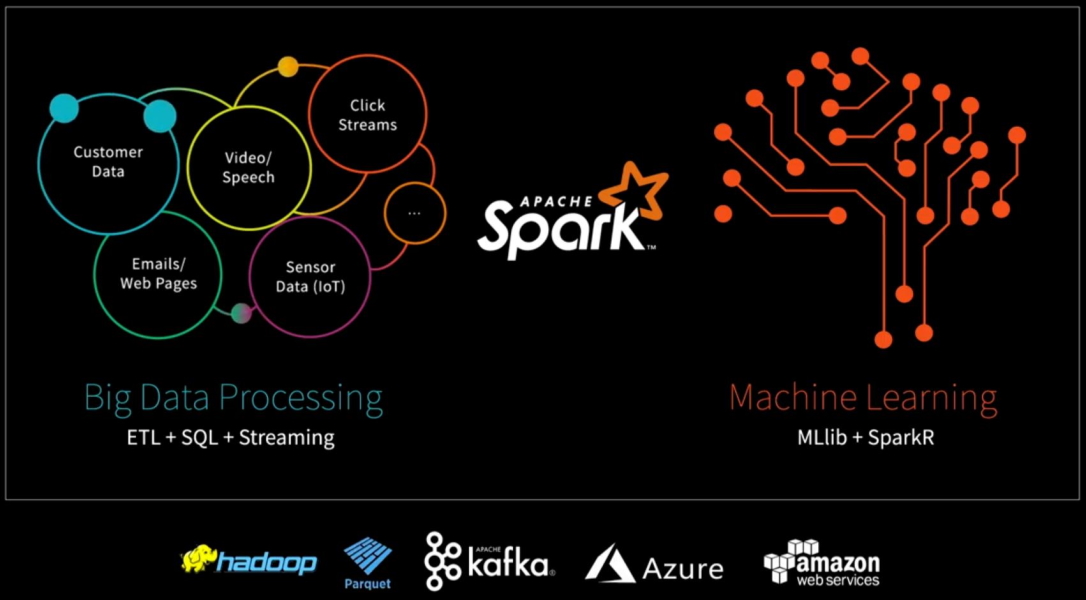 Customer
Data
Video/
Speech
Click
Streams
...
Emails/
Web Pages
Sensor
Data (IoT)
APACHE
Spark™
Big Data Processing
ETL + SQL + Streaming
Machine Learning
MLlib + SparkR
hadoop
Parquet
APACHE
kafka®
Azure
amazon
web services